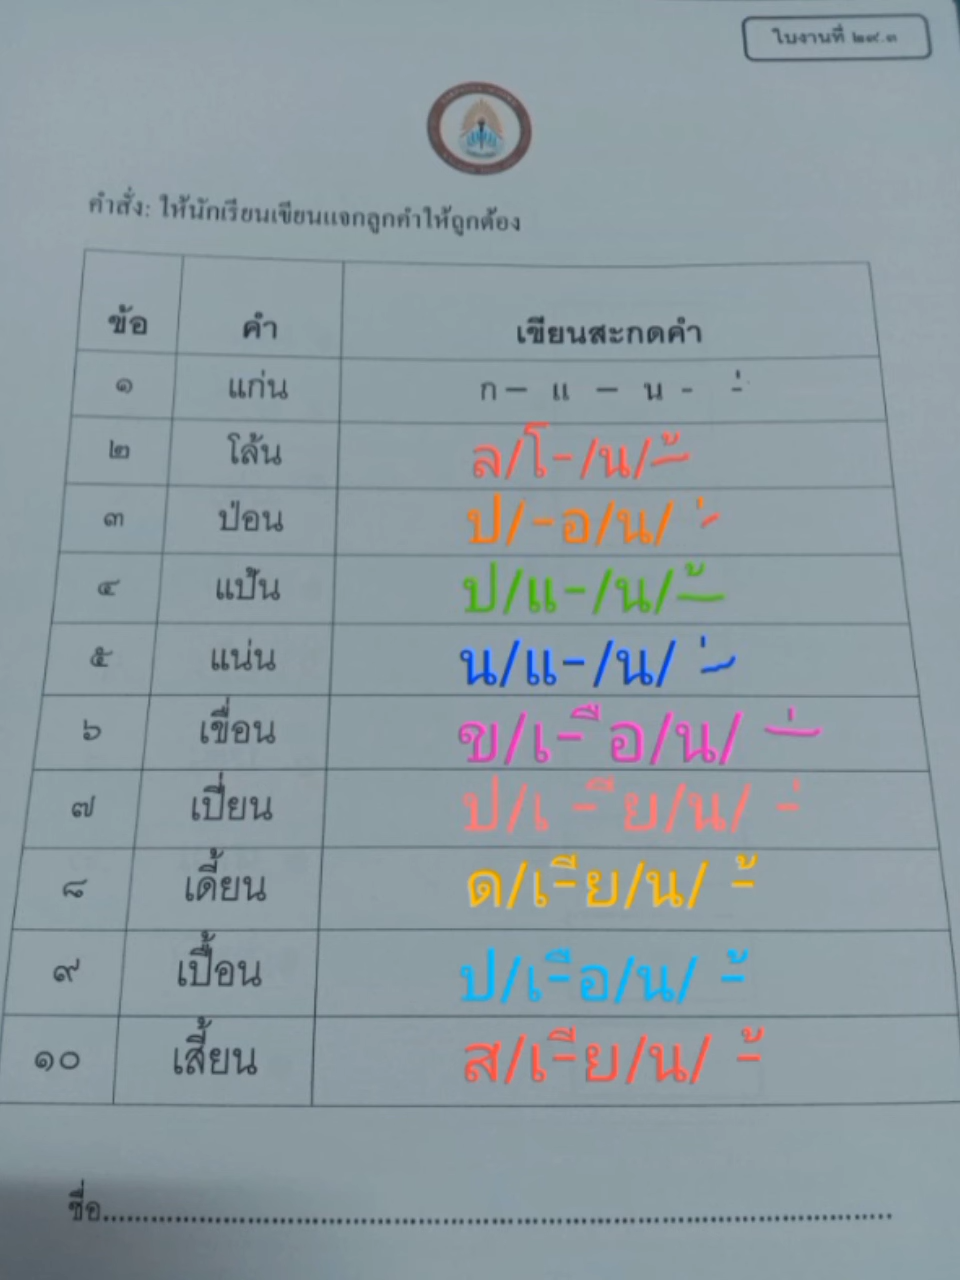 ใบงานที่ ๒๙.๓
คำสั่ง: ให้นักเรียนเขียนแจกลูกคำให้ถูกต้อง
ข้อ คำ เขียนสะกดคำ
๑ แก่น ก – แ – น - -่
๒ โล้น ล/โ-/น/-้
๓ ป่อน ป/-อ/น/ -่
๔ แป้น ป/แ-/น/-้
๕ แน่น น/แ-/น/ -่
๖ เขื่อน ข/เ-ือ/น/ -่
๗ เปี่ยน ป/เ-ีย/น/ -่
๘ เดี้ยน ด/เ-ีย/น/ -้
๙ เปื้อน ป/เ-ือ/น/ -้
๑๐ เสี้ยน ส/เ-ีย/น/ -้
ชื่อ........................................................................